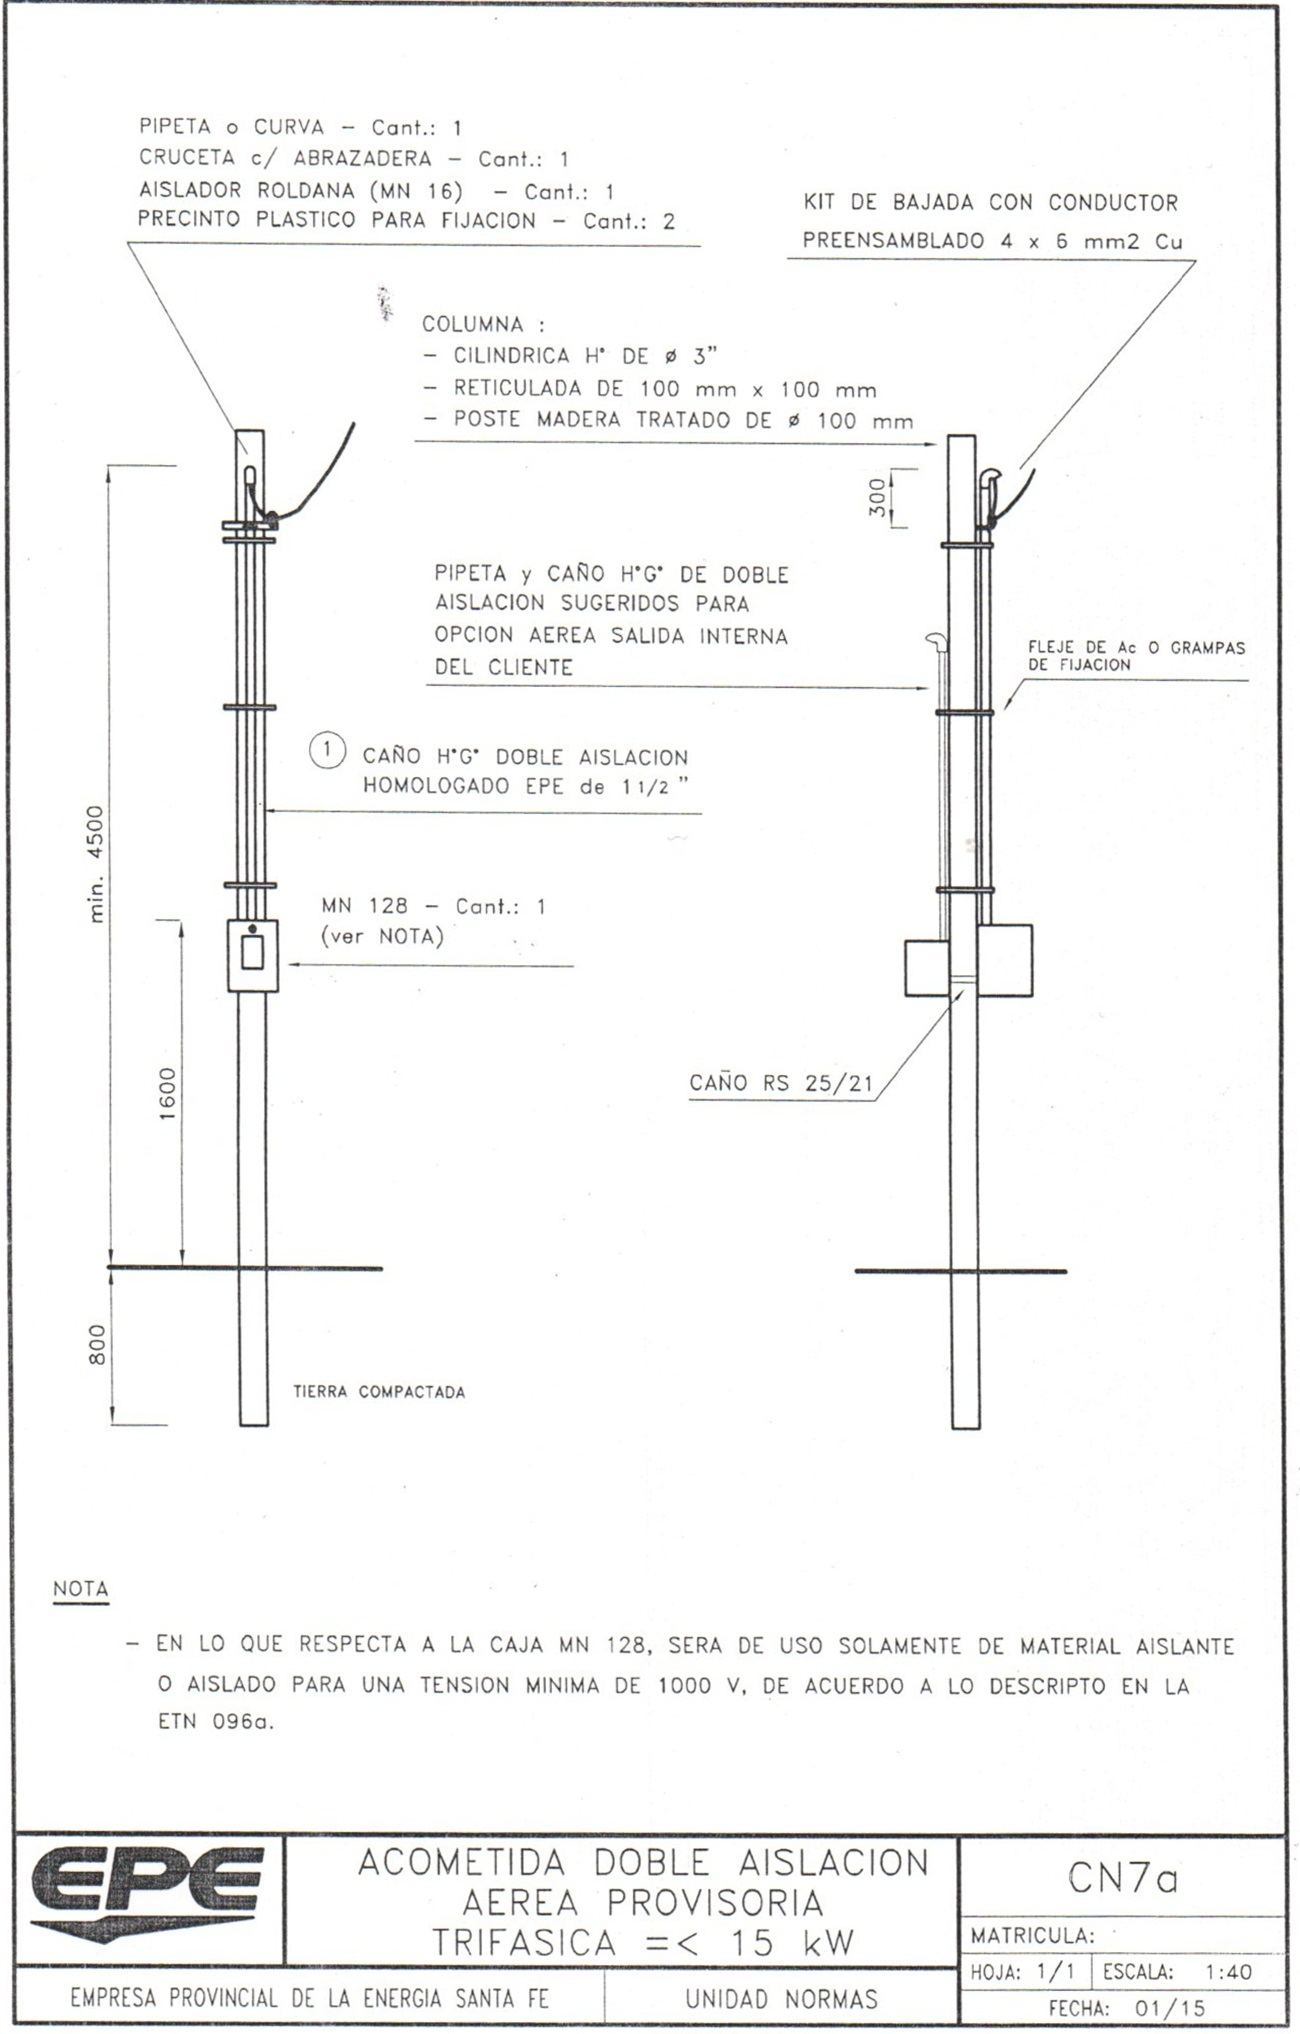 PIPETA o CURVA – Cant.: 1
CRUCETA c/ ABRAZADERA – Cant.: 1
AISLADOR ROLDANA (MN 16) – Cant.: 1
PRECINTO PLASTICO PARA FIJACION – Cant.: 2
KIT DE BAJADA CON CONDUCTOR
PREENSAMBLADO 4 x 6 mm2 Cu
COLUMNA :
– CILINDRICA H° DE ø 3"
– RETICULADA DE 100 mm x 100 mm
– POSTE MADERA TRATADO DE ø 100 mm
300
PIPETA y CAÑO H°G° DE DOBLE
AISLACION SUGERIDOS PARA
OPCION AEREA SALIDA INTERNA
DEL CLIENTE
FLEJE DE Ac O GRAMPAS
DE FIJACION
1 CAÑO H°G° DOBLE AISLACION
HOMOLOGADO EPE de 1 1/2 "
min. 4500
MN 128 – Cant.: 1
(ver NOTA)
1600
CAÑO RS 25/21
800
TIERRA COMPACTADA
NOTA
– EN LO QUE RESPECTA A LA CAJA MN 128, SERA DE USO SOLAMENTE DE MATERIAL AISLANTE
O AISLADO PARA UNA TENSION MINIMA DE 1000 V, DE ACUERDO A LO DESCRIPTO EN LA
ETN 096a.
EPE
ACOMETIDA DOBLE AISLACION
AEREA PROVISORIA
TRIFASICA =< 15 kW
CN7a
MATRICULA:
HOJA: 1/1 ESCALA: 1:40
EMPRESA PROVINCIAL DE LA ENERGIA SANTA FE
UNIDAD NORMAS
FECHA: 01/15